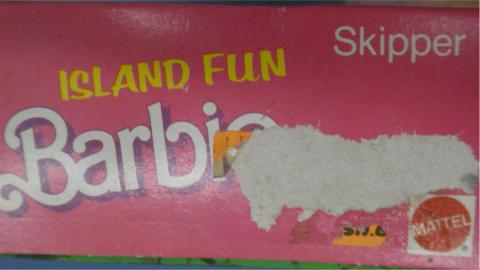 Skipper
ISLAND FUN
Barbie
MATTEL
®